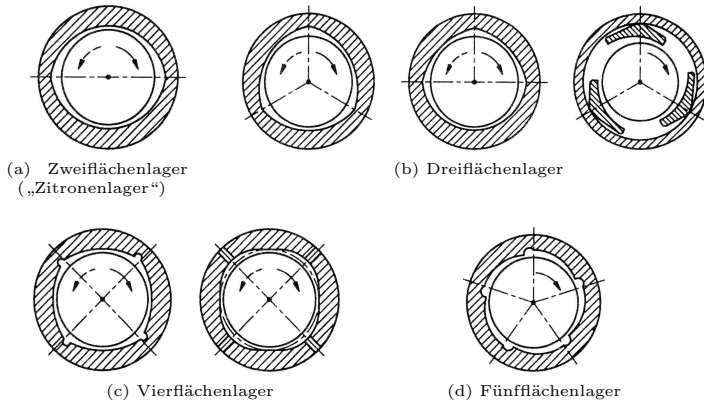 (a) Zweiflächenlager
(„Zitronenlager“)
(b) Dreiflächenlager
(c) Vierflächenlager
(d) Fünfflächenlager